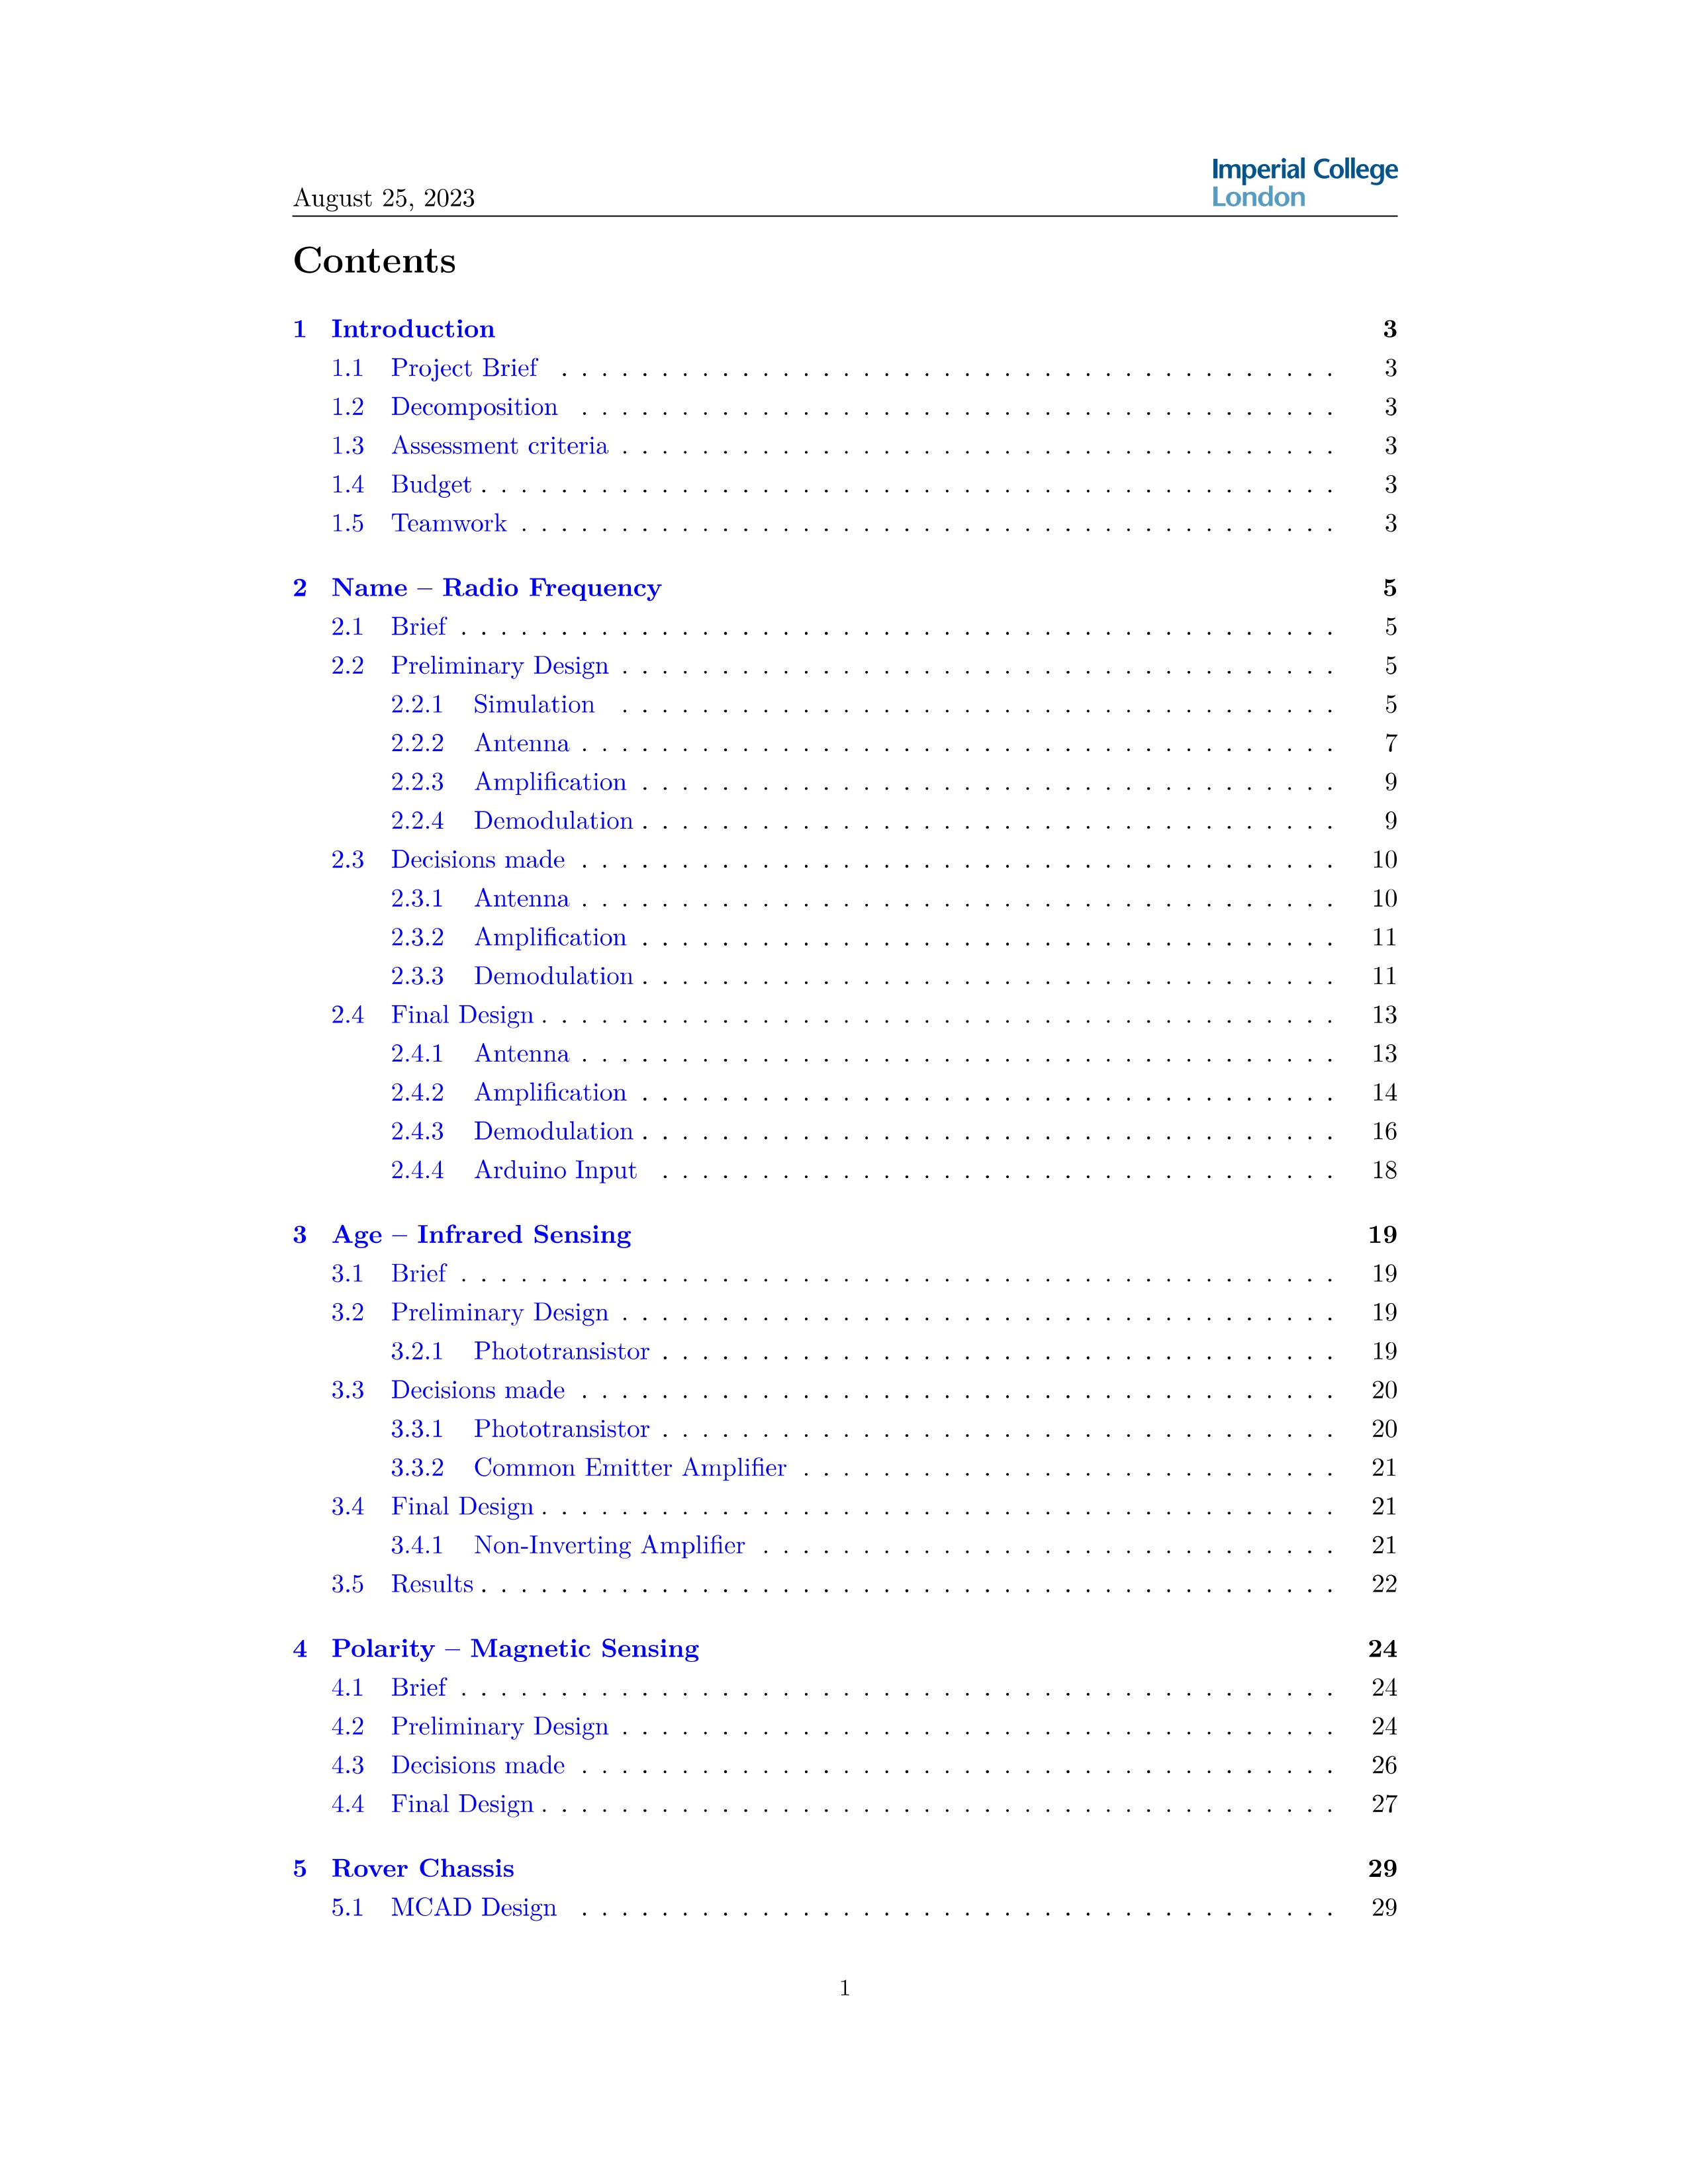 August 25, 2023
Imperial College
London
Contents
1 Introduction 3
1.1 Project Brief . . . . . . . . . . . . . . . . . . . . . . . . . . . . . . . . . . . . . . . 3
1.2 Decomposition . . . . . . . . . . . . . . . . . . . . . . . . . . . . . . . . . . . . . . 3
1.3 Assessment criteria . . . . . . . . . . . . . . . . . . . . . . . . . . . . . . . . . . . . 3
1.4 Budget . . . . . . . . . . . . . . . . . . . . . . . . . . . . . . . . . . . . . . . . . . . 3
1.5 Teamwork . . . . . . . . . . . . . . . . . . . . . . . . . . . . . . . . . . . . . . . . . 3
2 Name – Radio Frequency 5
2.1 Brief . . . . . . . . . . . . . . . . . . . . . . . . . . . . . . . . . . . . . . . . . . . . 5
2.2 Preliminary Design . . . . . . . . . . . . . . . . . . . . . . . . . . . . . . . . . . . . 5
2.2.1 Simulation . . . . . . . . . . . . . . . . . . . . . . . . . . . . . . . . . . . . 5
2.2.2 Antenna . . . . . . . . . . . . . . . . . . . . . . . . . . . . . . . . . . . . . . 7
2.2.3 Amplification . . . . . . . . . . . . . . . . . . . . . . . . . . . . . . . . . . . 9
2.2.4 Demodulation . . . . . . . . . . . . . . . . . . . . . . . . . . . . . . . . . . . 9
2.3 Decisions made . . . . . . . . . . . . . . . . . . . . . . . . . . . . . . . . . . . . . . 10
2.3.1 Antenna . . . . . . . . . . . . . . . . . . . . . . . . . . . . . . . . . . . . . . 10
2.3.2 Amplification . . . . . . . . . . . . . . . . . . . . . . . . . . . . . . . . . . . 11
2.3.3 Demodulation . . . . . . . . . . . . . . . . . . . . . . . . . . . . . . . . . . . 11
2.4 Final Design . . . . . . . . . . . . . . . . . . . . . . . . . . . . . . . . . . . . . . . . 13
2.4.1 Antenna . . . . . . . . . . . . . . . . . . . . . . . . . . . . . . . . . . . . . . 13
2.4.2 Amplification . . . . . . . . . . . . . . . . . . . . . . . . . . . . . . . . . . . 14
2.4.3 Demodulation . . . . . . . . . . . . . . . . . . . . . . . . . . . . . . . . . . . 16
2.4.4 Arduino Input . . . . . . . . . . . . . . . . . . . . . . . . . . . . . . . . . . 18
3 Age – Infrared Sensing 19
3.1 Brief . . . . . . . . . . . . . . . . . . . . . . . . . . . . . . . . . . . . . . . . . . . . 19
3.2 Preliminary Design . . . . . . . . . . . . . . . . . . . . . . . . . . . . . . . . . . . . 19
3.2.1 Phototransistor . . . . . . . . . . . . . . . . . . . . . . . . . . . . . . . . . . 19
3.3 Decisions made . . . . . . . . . . . . . . . . . . . . . . . . . . . . . . . . . . . . . . 20
3.3.1 Phototransistor . . . . . . . . . . . . . . . . . . . . . . . . . . . . . . . . . . 20
3.3.2 Common Emitter Amplifier . . . . . . . . . . . . . . . . . . . . . . . . . . . 21
3.4 Final Design . . . . . . . . . . . . . . . . . . . . . . . . . . . . . . . . . . . . . . . . 21
3.4.1 Non-Inverting Amplifier . . . . . . . . . . . . . . . . . . . . . . . . . . . . . 21
3.5 Results . . . . . . . . . . . . . . . . . . . . . . . . . . . . . . . . . . . . . . . . . . . 22
4 Polarity – Magnetic Sensing 24
4.1 Brief . . . . . . . . . . . . . . . . . . . . . . . . . . . . . . . . . . . . . . . . . . . . 24
4.2 Preliminary Design . . . . . . . . . . . . . . . . . . . . . . . . . . . . . . . . . . . . 24
4.3 Decisions made . . . . . . . . . . . . . . . . . . . . . . . . . . . . . . . . . . . . . . 26
4.4 Final Design . . . . . . . . . . . . . . . . . . . . . . . . . . . . . . . . . . . . . . . . 27
5 Rover Chassis 29
5.1 MCAD Design . . . . . . . . . . . . . . . . . . . . . . . . . . . . . . . . . . . . . . 29
1